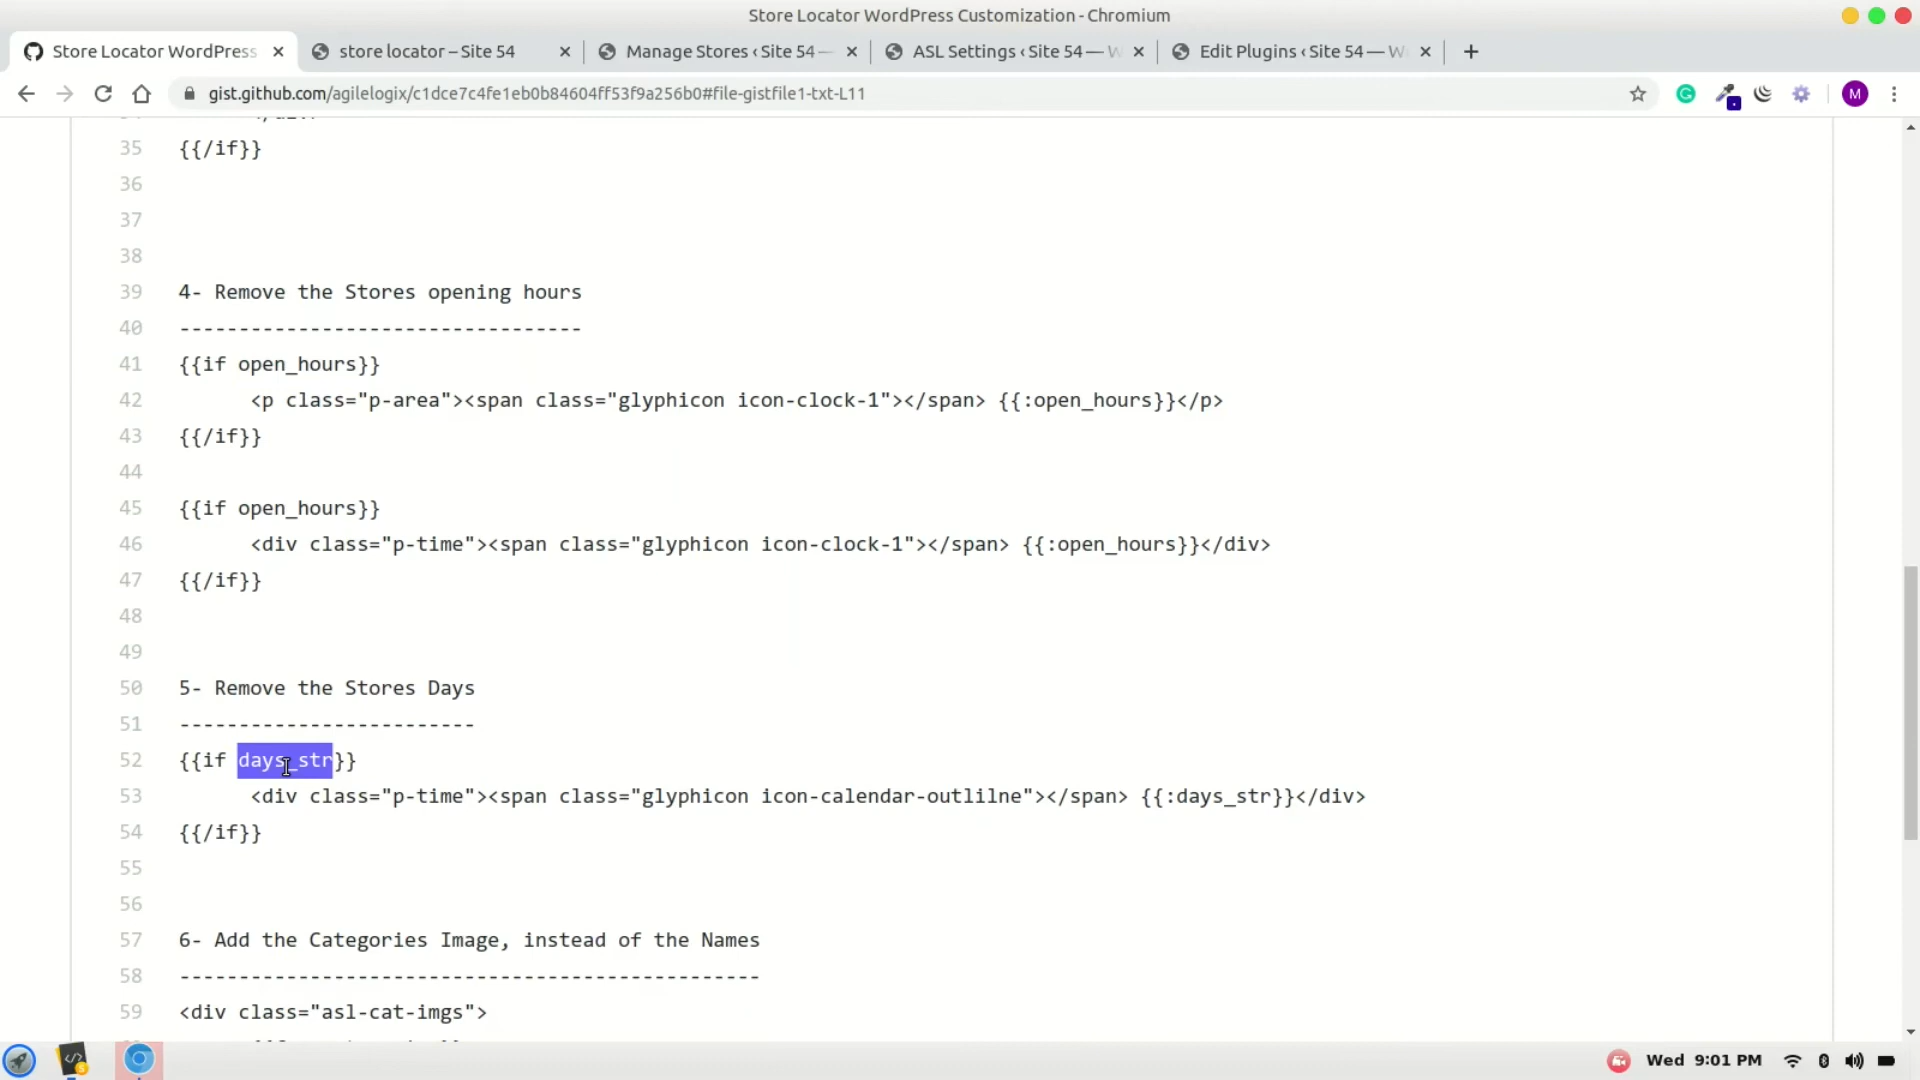 Store Locator WordPress Customization - Chromium
Store Locator WordPress
store locator – Site 54
Manage Stores ‹ Site 54 —
ASL Settings ‹ Site 54 — W
Edit Plugins ‹ Site 54 — W
gist.github.com/agilelogix/c1dce7c4fe1eb0b84604ff53f9a256b0#file-gistfile1-txt-L11
M
35 {{/if}}
36
37
38
39 4- Remove the Stores opening hours
40 ----------------------------------
41 {{if open_hours}}
42 <p class="p-area"><span class="glyphicon icon-clock-1"></span> {{:open_hours}}</p>
43 {{/if}}
44
45 {{if open_hours}}
46 <div class="p-time"><span class="glyphicon icon-clock-1"></span> {{:open_hours}}</div>
47 {{/if}}
48
49
50 5- Remove the Stores Days
51 -------------------------
52 {{if days_str}}
53 <div class="p-time"><span class="glyphicon icon-calendar-outlilne"></span> {{:days_str}}</div>
54 {{/if}}
55
56
57 6- Add the Categories Image, instead of the Names
58 -------------------------------------------------
59 <div class="asl-cat-imgs">
Wed 9:01 PM